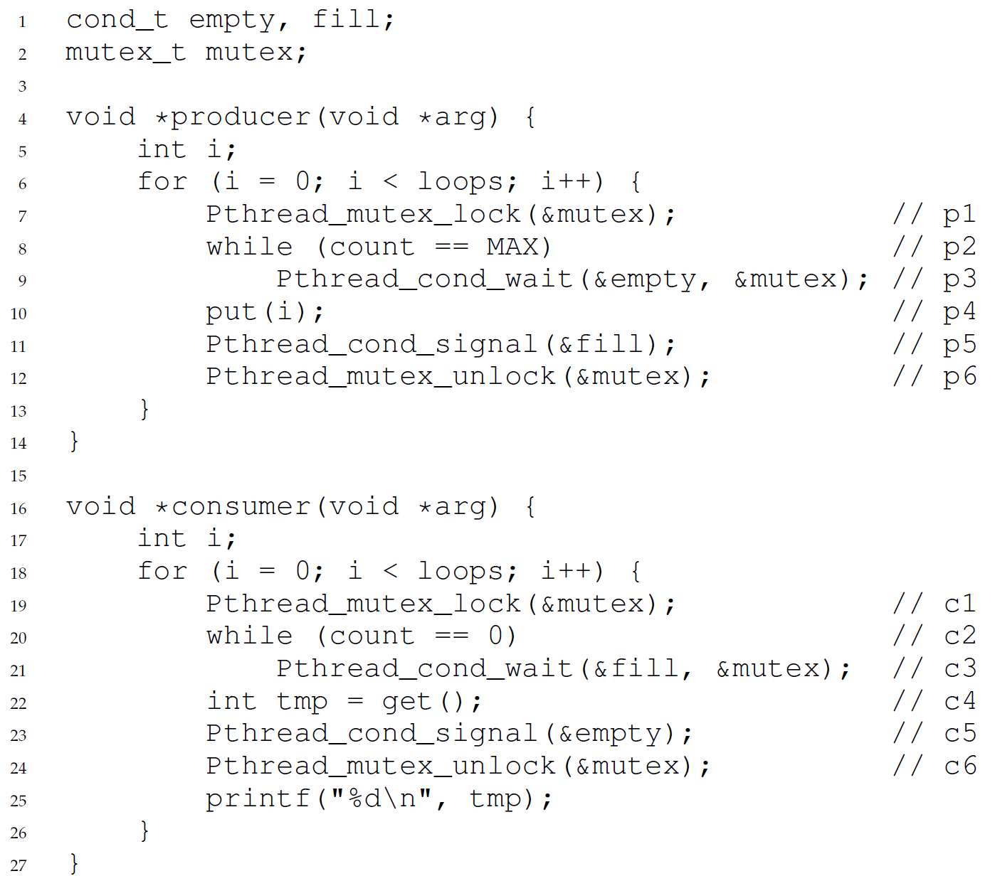 1 cond_t empty, fill;
2 mutex_t mutex;
3
4 void *producer(void *arg) {
5 int i;
6 for (i = 0; i < loops; i++) {
7 Pthread_mutex_lock(&mutex); // p1
8 while (count == MAX) // p2
9 Pthread_cond_wait(&empty, &mutex); // p3
10 put(i); // p4
11 Pthread_cond_signal(&fill); // p5
12 Pthread_mutex_unlock(&mutex); // p6
13 }
14 }
15
16 void *consumer(void *arg) {
17 int i;
18 for (i = 0; i < loops; i++) {
19 Pthread_mutex_lock(&mutex); // c1
20 while (count == 0) // c2
21 Pthread_cond_wait(&fill, &mutex); // c3
22 int tmp = get(); // c4
23 Pthread_cond_signal(&empty); // c5
24 Pthread_mutex_unlock(&mutex); // c6
25 printf("%d\n", tmp);
26 }
27 }